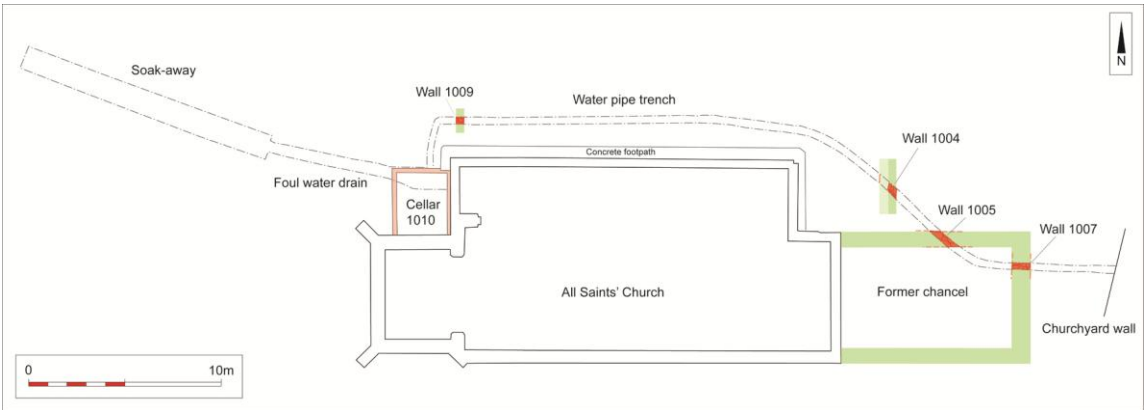 Soak-away
Wall 1009
Water pipe trench
N
Wall 1004
Concrete footpath
Foul water drain
Cellar
1010
Wall 1005
Wall 1007
All Saints' Church
Former chancel
Churchyard wall
0 10m